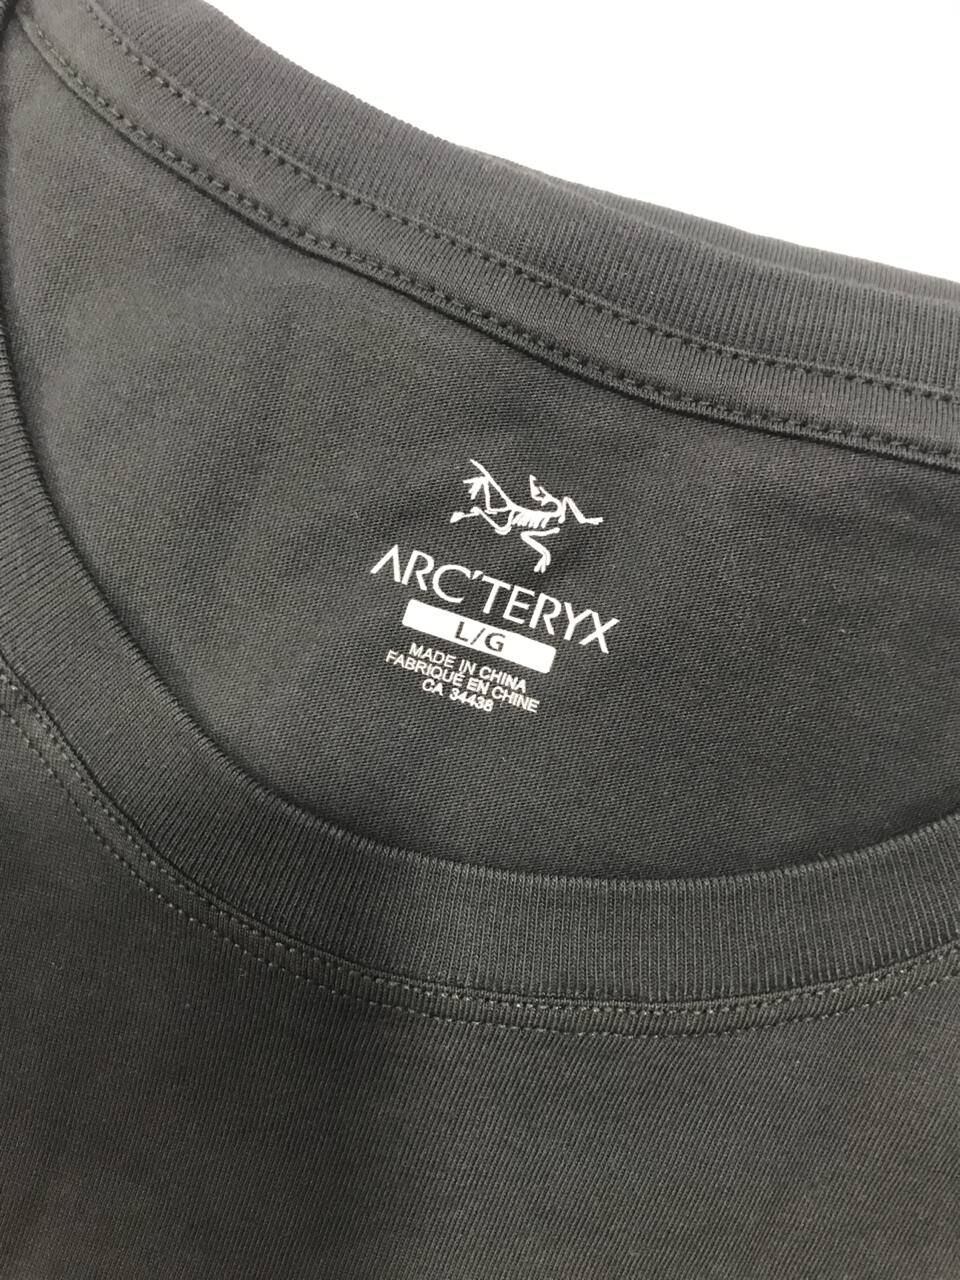 ARC'TERYX
L/G
MADE IN CHINA
FABRIQUÉ EN CHINE
CA 34438